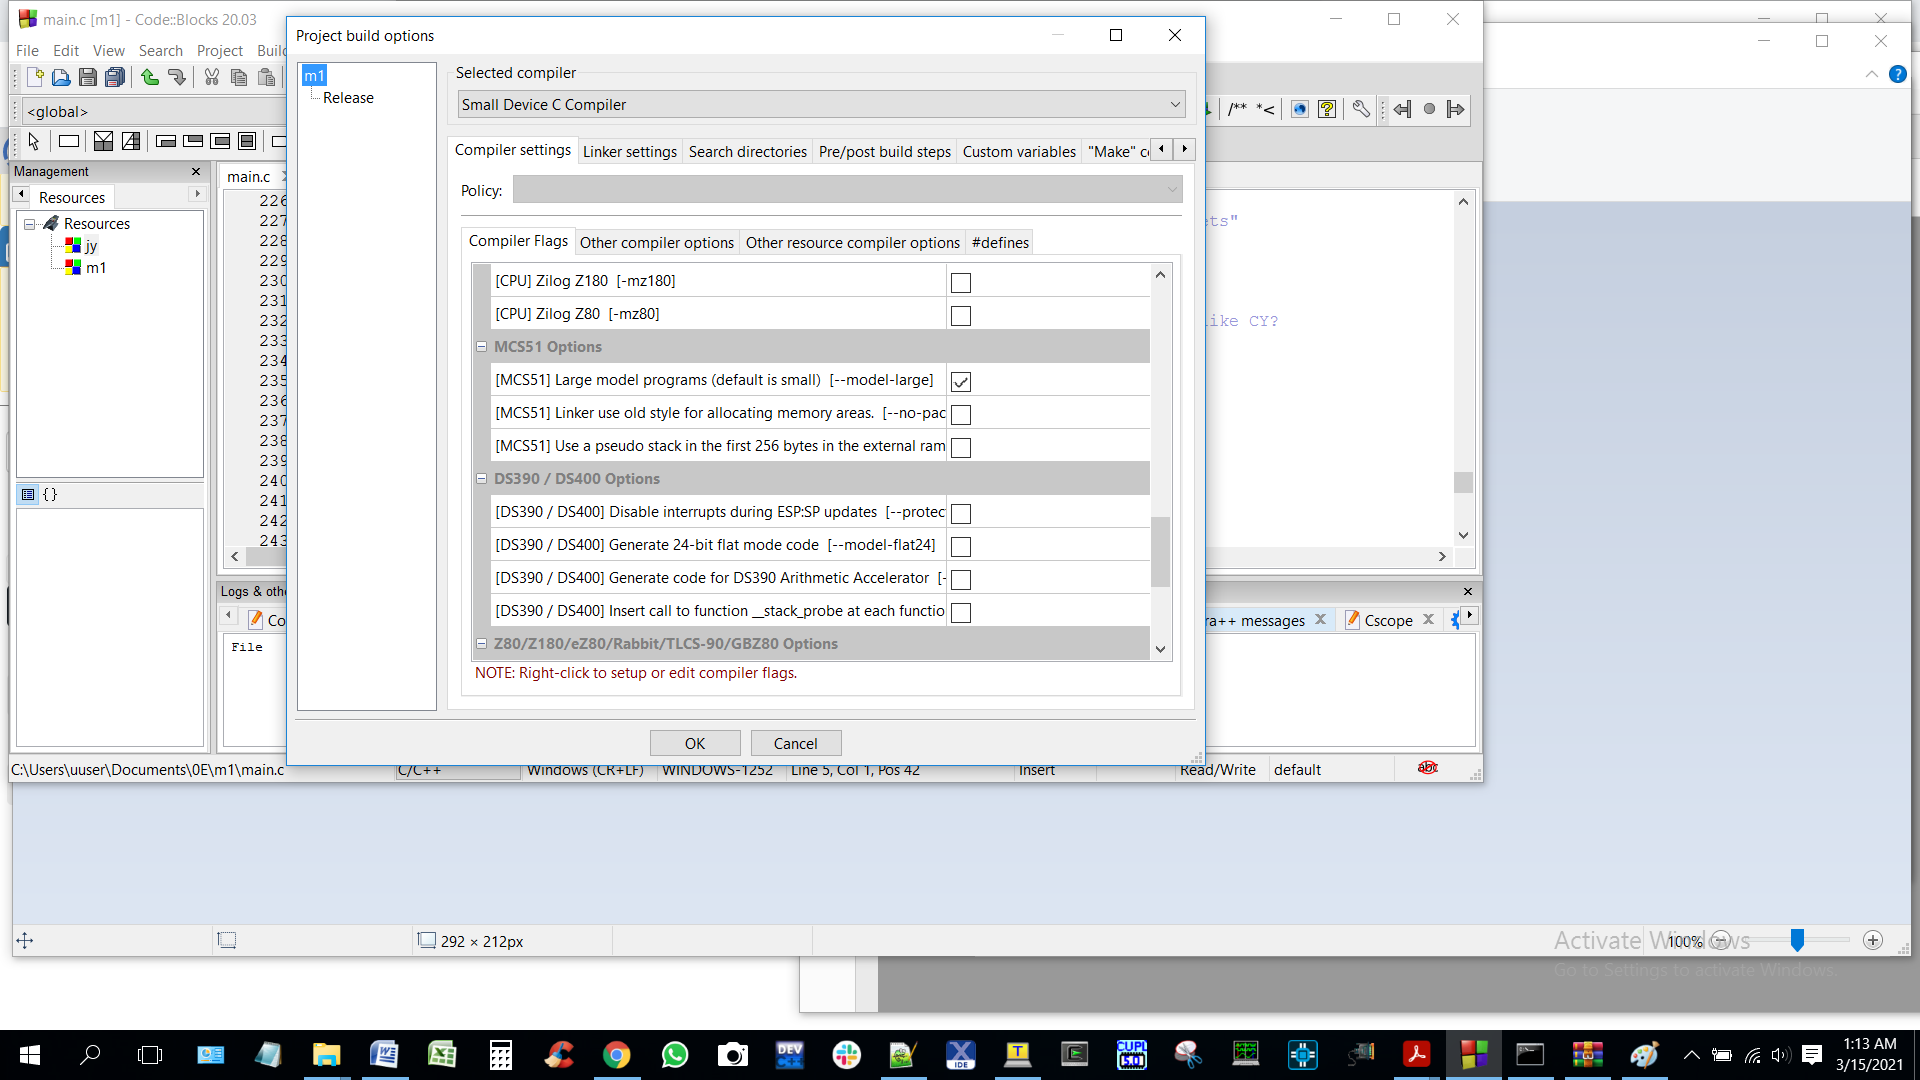 main.c [m1] - Code::Blocks 20.03
File Edit View Search Project Buil
<global>
Management
Resources
Resources
jy
m1
{}
main.c
226
227
228
229
230
231
232
233
234
235
236
237
238
239
240
241
242
243
Project build options
m1
Release
Selected compiler
Small Device C Compiler
Compiler settings Linker settings Search directories Pre/post build steps Custom variables "Make" c
Policy:
Compiler Flags Other compiler options Other resource compiler options #defines
[CPU] Zilog Z180 [-mz180]
[CPU] Zilog Z80 [-mz80]
MCS51 Options
[MCS51] Large model programs (default is small) [--model-large]
[MCS51] Linker use old style for allocating memory areas. [--no-pac
[MCS51] Use a pseudo stack in the first 256 bytes in the external ram
DS390 / DS400 Options
[DS390 / DS400] Disable interrupts during ESP:SP updates [--protec
[DS390 / DS400] Generate 24-bit flat mode code [--model-flat24]
[DS390 / DS400] Generate code for DS390 Arithmetic Accelerator [-
[DS390 / DS400] Insert call to function __stack_probe at each functio
Z80/Z180/eZ80/Rabbit/TLCS-90/GBZ80 Options
NOTE: Right-click to setup or edit compiler flags.
OK Cancel
/** *<
ets"
like CY?
Logs & othe
Co
File
ra++ messages Cscope
C:\Users\uuser\Documents\0E\m1\main.c C/C++ Windows (CR+LF) WINDOWS-1252 Line 5, Col 1, Pos 42 Insert Read/Write default abc
292 × 212px
100%
Activate Windows
Go to Settings to activate Windows.
DEV
IDE
CUPL
5.0
1:13 AM
3/15/2021